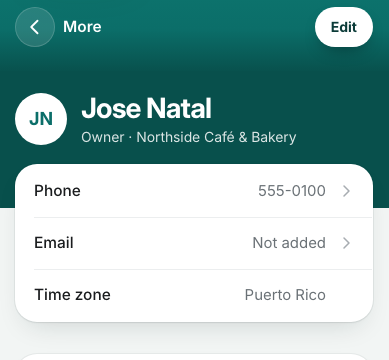 More
Edit
JN
Jose Natal
Owner · Northside Café & Bakery
Phone 555-0100
Email Not added
Time zone Puerto Rico